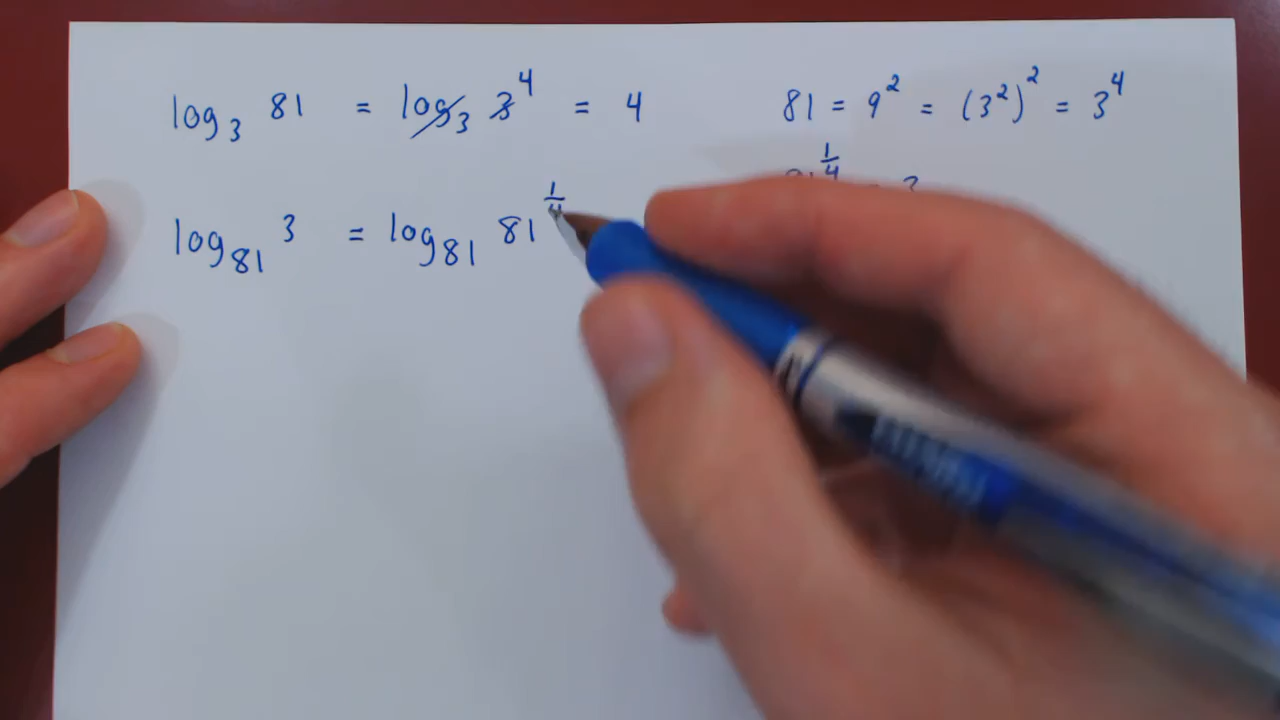 log₃ 81 = log₃ 3⁴ = 4
81 = 9² = (3²)² = 3⁴
log₈₁ 3 = log₈₁ 81^(1/4)